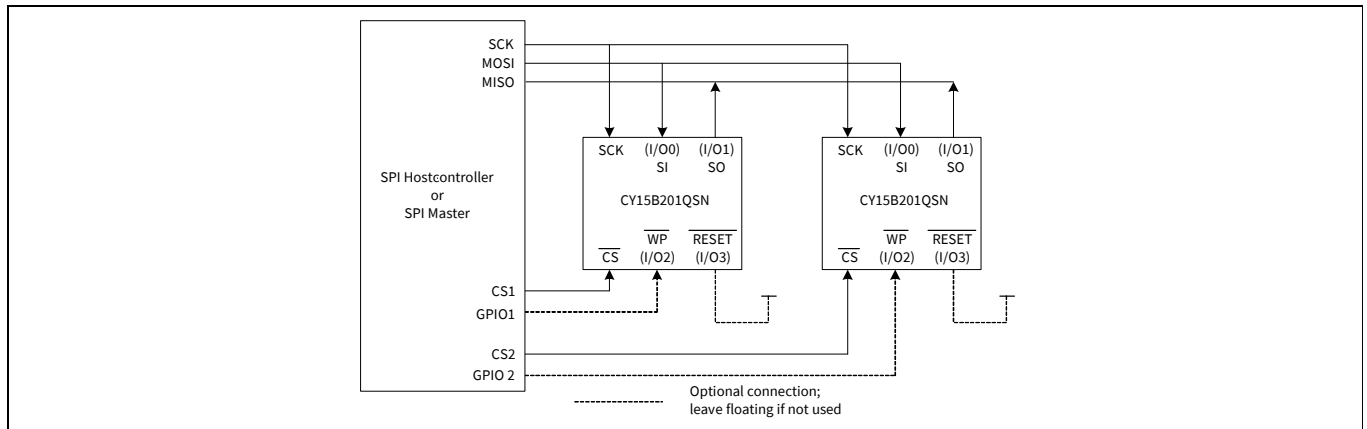 SCK
MOSI
MISO
SPI Hostcontroller
or
SPI Master
CS1
GPIO1
CS2
GPIO 2
SCK (I/O0) (I/O1)
SI SO
CY15B201QSN
WP RESET
CS (I/O2) (I/O3)
SCK (I/O0) (I/O1)
SI SO
CY15B201QSN
WP RESET
CS (I/O2) (I/O3)
Optional connection;
leave floating if not used